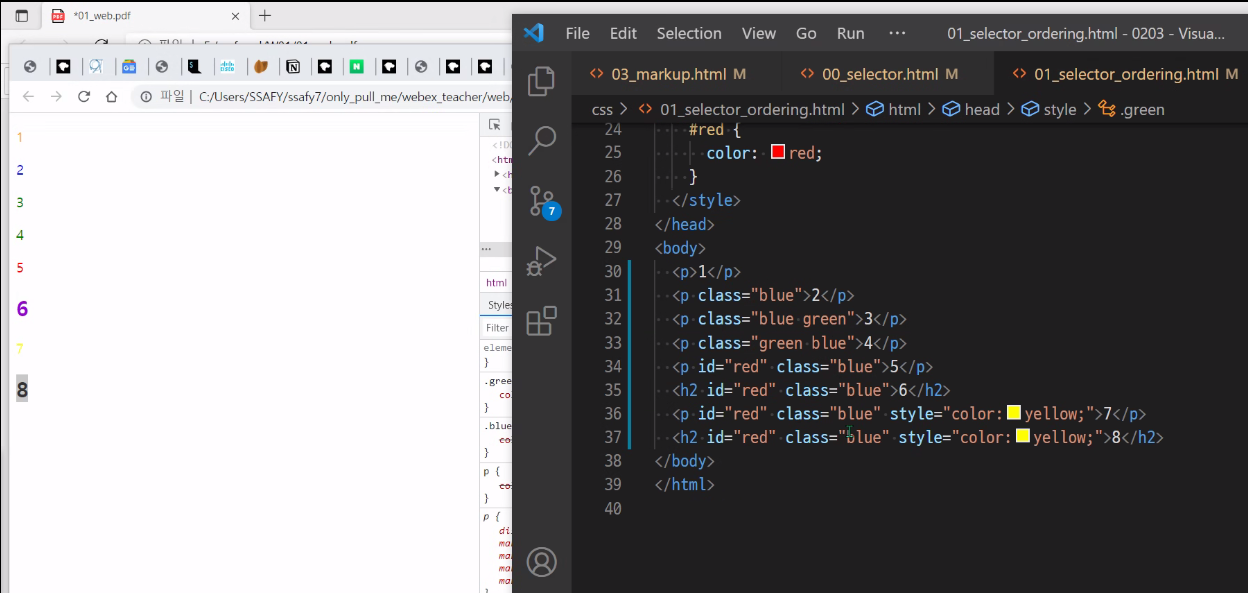 *01_web.pdf
File Edit Selection View Go Run ··· 01_selector_ordering.html - 0203 - Visua...
03_markup.html M 00_selector.html M 01_selector_ordering.html M
css > 01_selector_ordering.html > html > head > style > .green
파일 | C:/Users/SSAFY/ssafy7/only_pull_me/webex_teacher/web/
1
2
3
4
5
6
7
8
html
Styles
Filter
eleme
}
.gree
co
}
.blue
co
}
p {
co
}
p {
di
ma
ma
ma
ma
7
24 #red {
25 color: red;
26 }
27 </style>
28 </head>
29 <body>
30 <p>1</p>
31 <p class="blue">2</p>
32 <p class="blue green">3</p>
33 <p class="green blue">4</p>
34 <p id="red" class="blue">5</p>
35 <h2 id="red" class="blue">6</h2>
36 <p id="red" class="blue" style="color: yellow;">7</p>
37 <h2 id="red" class="blue" style="color: yellow;">8</h2>
38 </body>
39 </html>
40